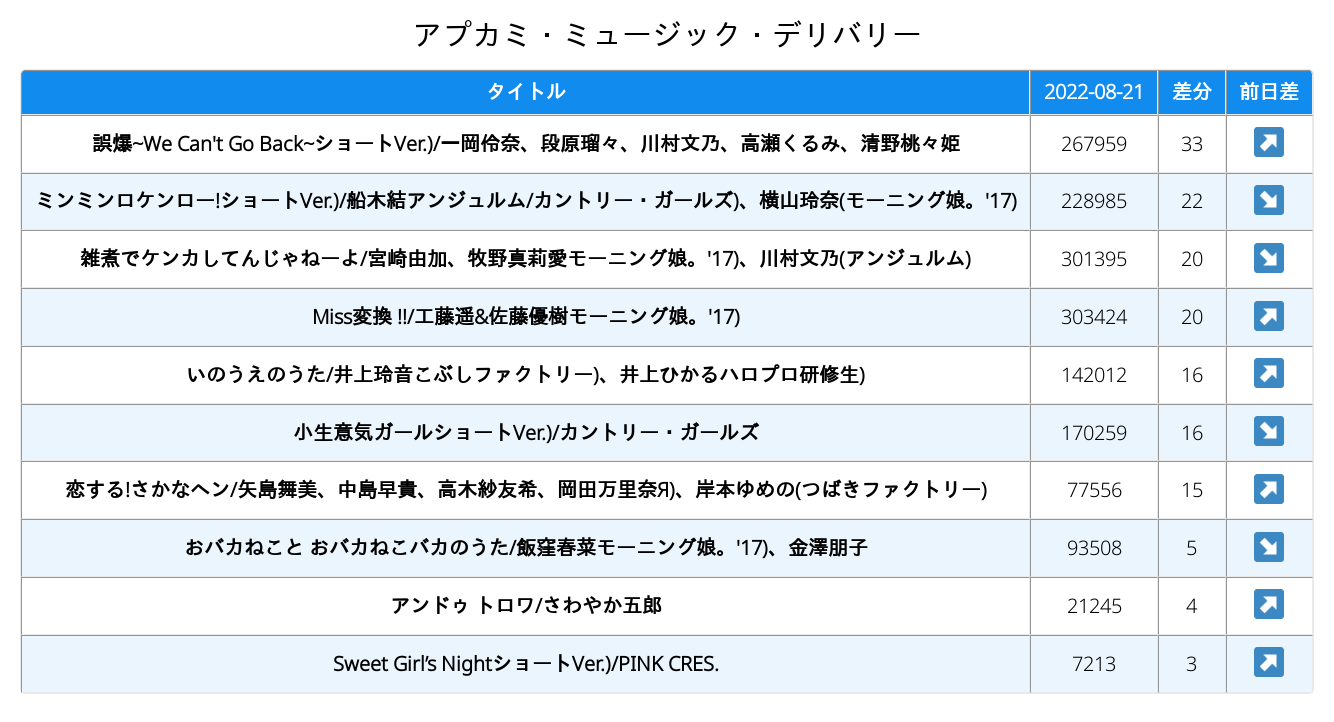 アプカミ・ミュージック・デリバリー
タイトル 2022-08-21 差分 前日差
誤爆~We Can't Go Back~ショートVer.)/一岡伶奈、段原瑠々、川村文乃、高瀬くるみ、清野桃々姫 267959 33
ミンミンロケンロー!ショートVer.)/船木結アンジュルム/カントリー・ガールズ)、横山玲奈(モーニング娘。'17) 228985 22
雑煮でケンカしてんじゃねーよ/宮崎由加、牧野真莉愛モーニング娘。'17)、川村文乃(アンジュルム) 301395 20
Miss変換 !!/工藤遥&佐藤優樹モーニング娘。'17) 303424 20
いのうえのうた/井上玲音こぶしファクトリー)、井上ひかるハロプロ研修生) 142012 16
小生意気ガールショートVer.)/カントリー・ガールズ 170259 16
恋する!さかなヘン/矢島舞美、中島早貴、高木紗友希、岡田万里奈Я)、岸本ゆめの(つばきファクトリー) 77556 15
おバカねこと おバカねこバカのうた/飯窪春菜モーニング娘。'17)、金澤朋子 93508 5
アンドゥ トロワ/さわやか五郎 21245 4
Sweet Girl’s NightショートVer.)/PINK CRES. 7213 3